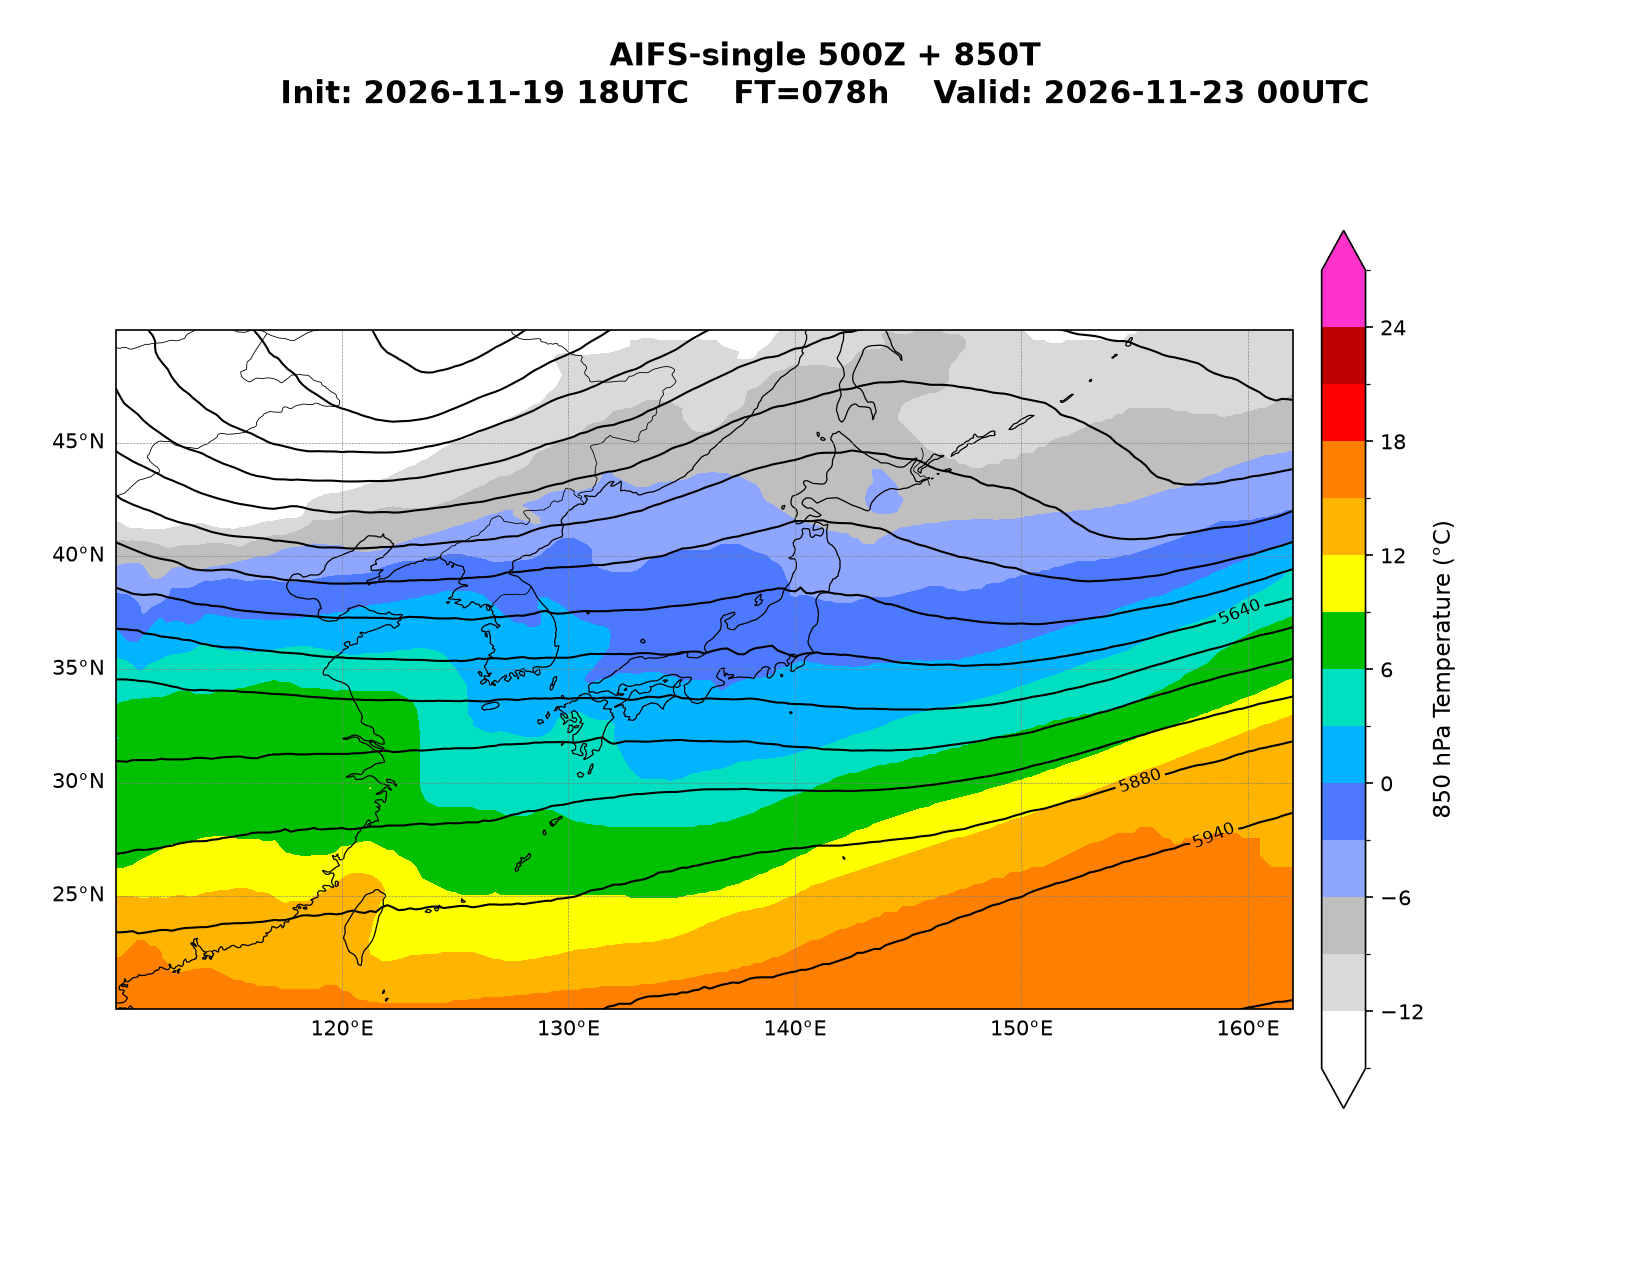 AIFS-single 500Z + 850T
Init: 2026-11-19 18UTC    FT=078h    Valid: 2026-11-23 00UTC
24
18
12
6
0
−6
−12
850 hPa Temperature (°C)
45°N
40°N
35°N
30°N
25°N
5640
5880
5940
120°E
130°E
140°E
150°E
160°E